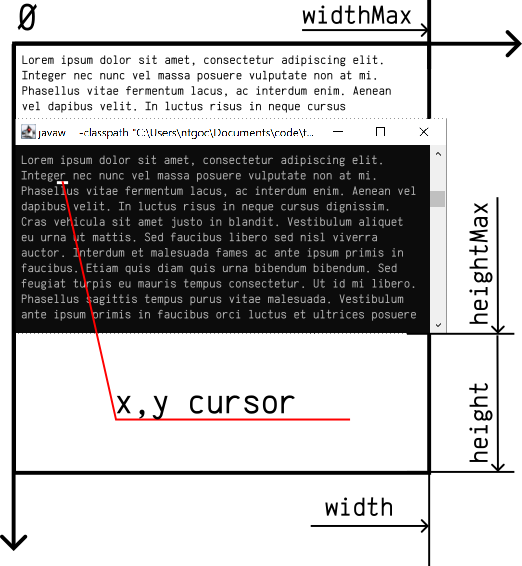 Ø
widthMax
Lorem ipsum dolor sit amet, consectetur adipiscing elit.
Integer nec nunc vel massa posuere vulputate non at mi.
Phasellus vitae fermentum lacus, ac interdum enim. Aenean
vel dapibus velit. In luctus risus in neque cursus
javaw -classpath "C:\Users\ntgoc\Documents\code\t...
Lorem ipsum dolor sit amet, consectetur adipiscing elit.
Integer nec nunc vel massa posuere vulputate non at mi.
Phasellus vitae fermentum lacus, ac interdum enim. Aenean vel
dapibus velit. In luctus risus in neque cursus dignissim.
Cras vehicula sit amet justo in blandit. Vestibulum aliquet
eu urna ut mattis. Sed faucibus libero sed nisl viverra
auctor. Interdum et malesuada fames ac ante ipsum primis in
faucibus. Etiam quis diam quis urna bibendum bibendum. Sed
feugiat turpis eu mauris tempus consectetur. Ut id mi libero.
Phasellus sagittis tempus purus vitae malesuada. Vestibulum
ante ipsum primis in faucibus orci luctus et ultrices posuere
heightMax
x,y cursor
height
width